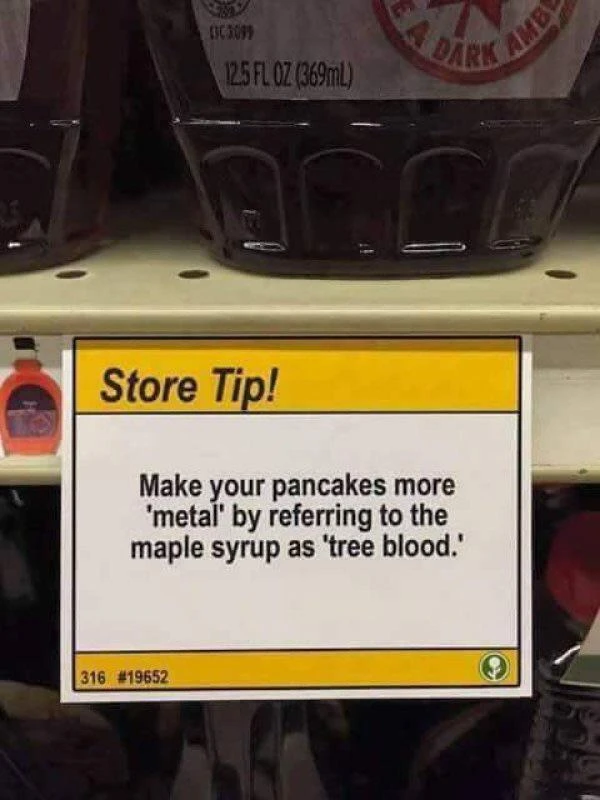 12.5 FL OZ (369mL)
A DARK
Store Tip!
Make your pancakes more
'metal' by referring to the
maple syrup as 'tree blood.'
316 #19652